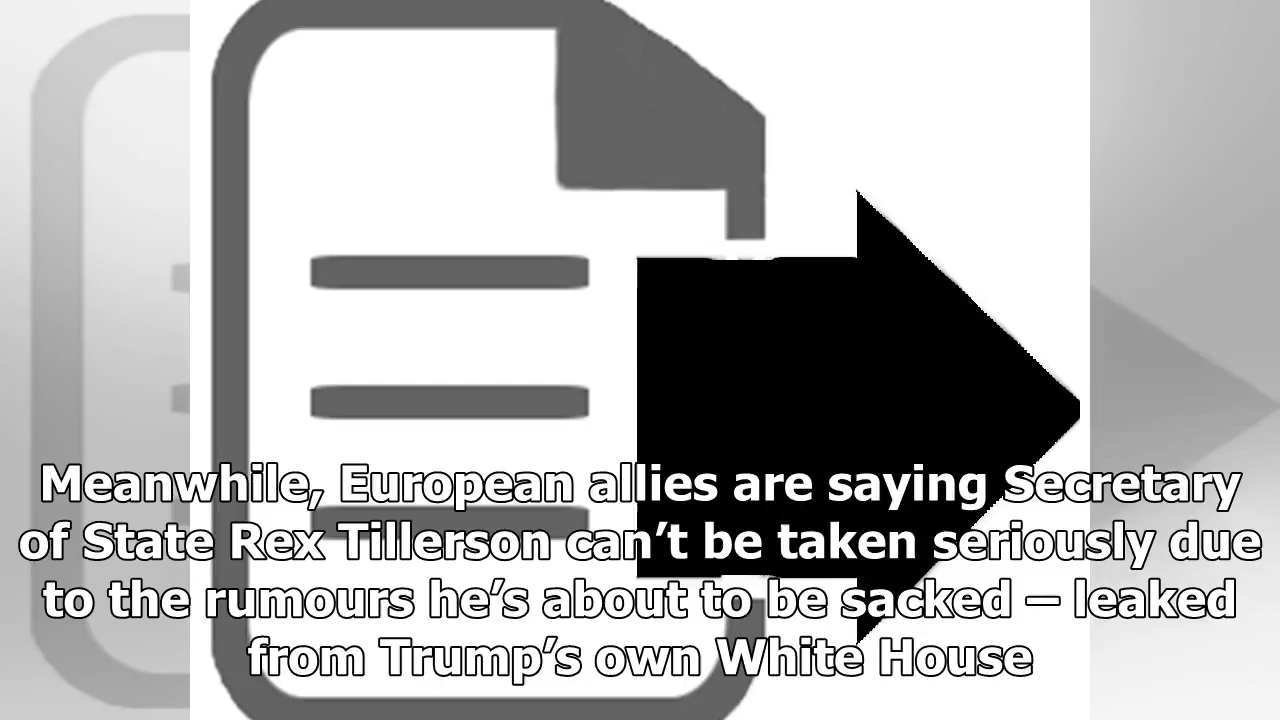 Meanwhile, European allies are saying Secretary
of State Rex Tillerson can’t be taken seriously due
to the rumours he’s about to be sacked – leaked
from Trump’s own White House